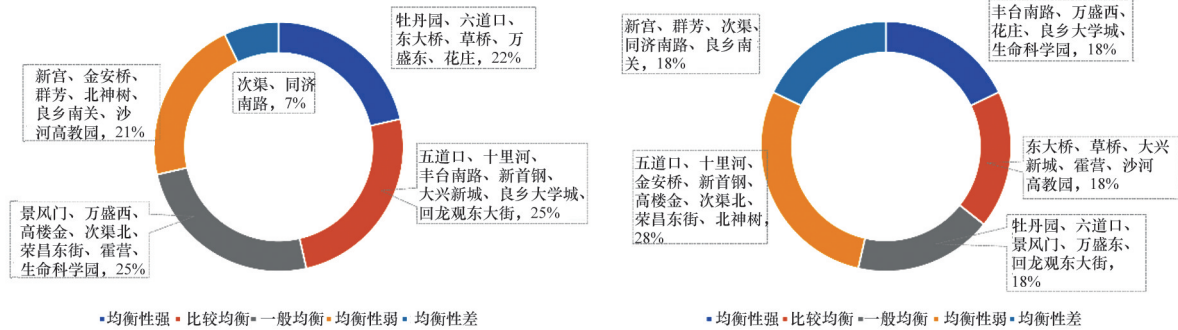 牡丹园、六道口、
东大桥、草桥、万
盛东、花庄，22%
次渠、同济
南路，7%
新宫、金安桥、
群芳、北神树、
良乡南关、沙
河高教园，21%
五道口、十里河、
丰台南路、新首钢、
大兴新城、良乡大学城、
回龙观东大街，25%
景风门、万盛西、
高楼金、次渠北、
荣昌东街、霍营、
生命科学园，25%
均衡性强 比较均衡 一般均衡 均衡性弱 均衡性差
新宫、群芳、次渠、
同济南路、良乡南
关，18%
丰台南路、万盛西、
花庄、良乡大学城、
生命科学园，18%
东大桥、草桥、大兴
新城、霍营、沙河
高教园，18%
五道口、十里河、
金安桥、新首钢、
高楼金、次渠北、
荣昌东街、北神树，
28%
牡丹园、六道口、
景风门、万盛东、
回龙观东大街，
18%
均衡性强 比较均衡 一般均衡 均衡性弱 均衡性差